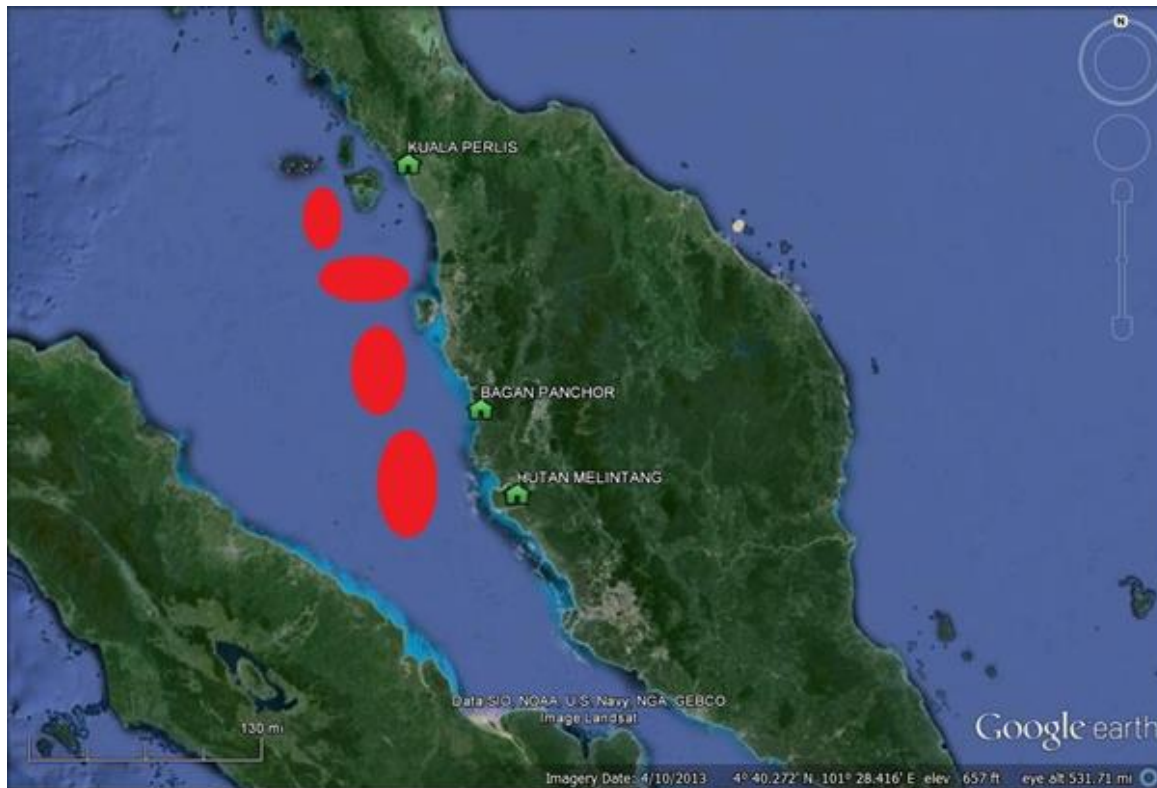 N
KUALA PERLIS
BAGAN PANCHOR
HUTAN MELINTANG
Data SIO, NOAA, U.S. Navy, NGA, GEBCO
Image Landsat
130 mi
Google earth
Imagery Date: 4/10/2013 4° 40.272' N 101° 28.416' E elev 657 ft eye alt 531.71 mi